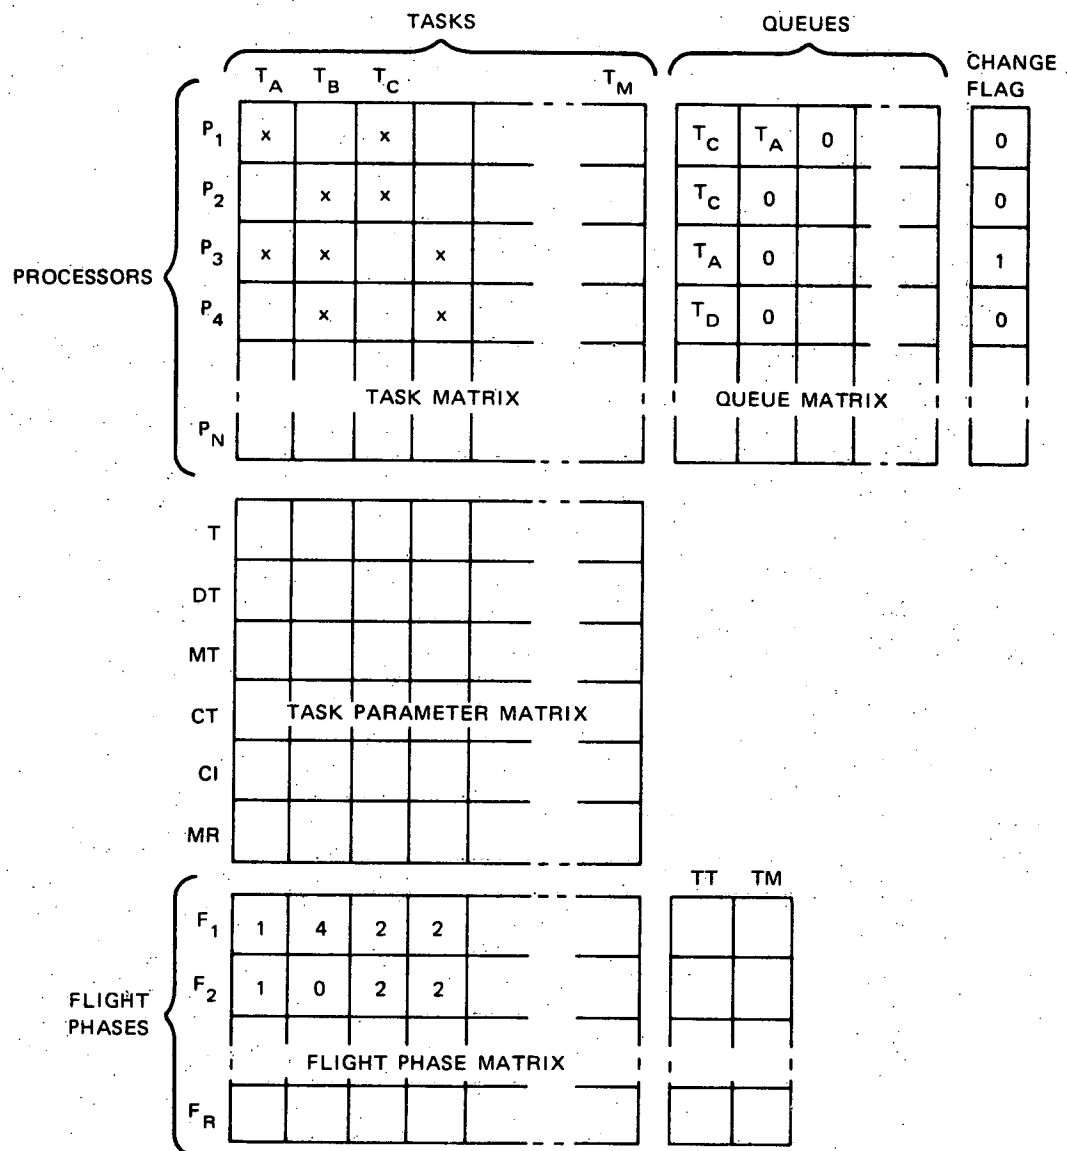 TASKS QUEUES
T_A T_B T_C T_M CHANGE FLAG
P_1 x x T_C T_A 0 0
P_2 x x T_C 0 0
PROCESSORS
P_3 x x x T_A 0 1
P_4 x x T_D 0 0
TASK MATRIX QUEUE MATRIX
P_N
T
DT
MT
CT TASK PARAMETER MATRIX
CI
MR
TT TM
F_1 1 4 2 2
F_2 1 0 2 2
FLIGHT PHASES
FLIGHT PHASE MATRIX
F_R